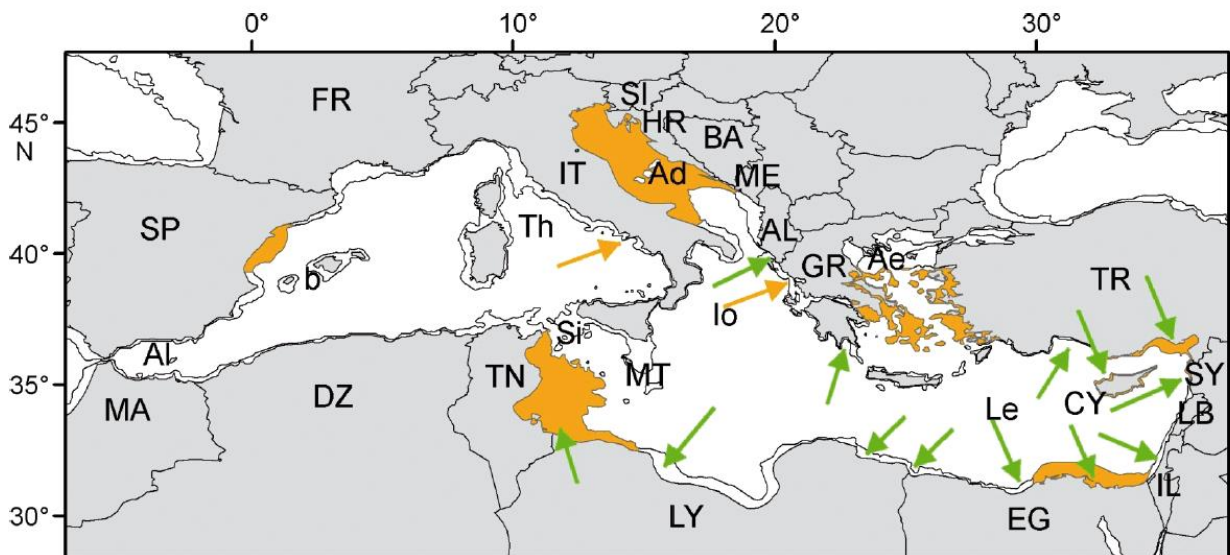 0° 10° 20° 30°
45°
N
40°
35°
30°
FR
SI
HR
BA
IT
Ad
ME
SP
Th
AL
GR
Ae
TR
b
Io
Al
Si
TN
MT
SY
MA
DZ
Le
CY
LB
LY
EG
IL